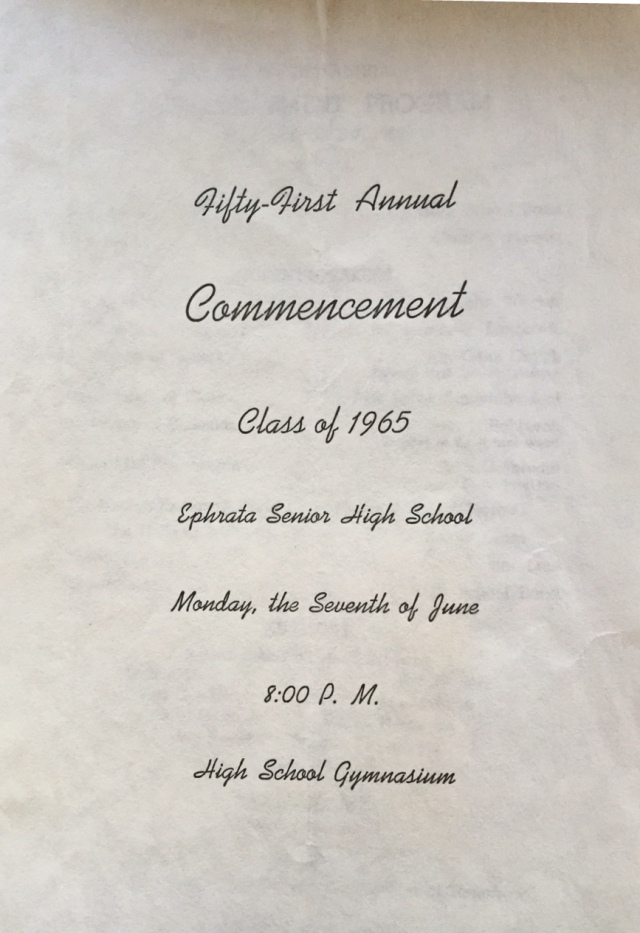 Fifty-First Annual
Commencement
Class of 1965
Ephrata Senior High School
Monday, the Seventh of June
8:00 P. M.
High School Gymnasium